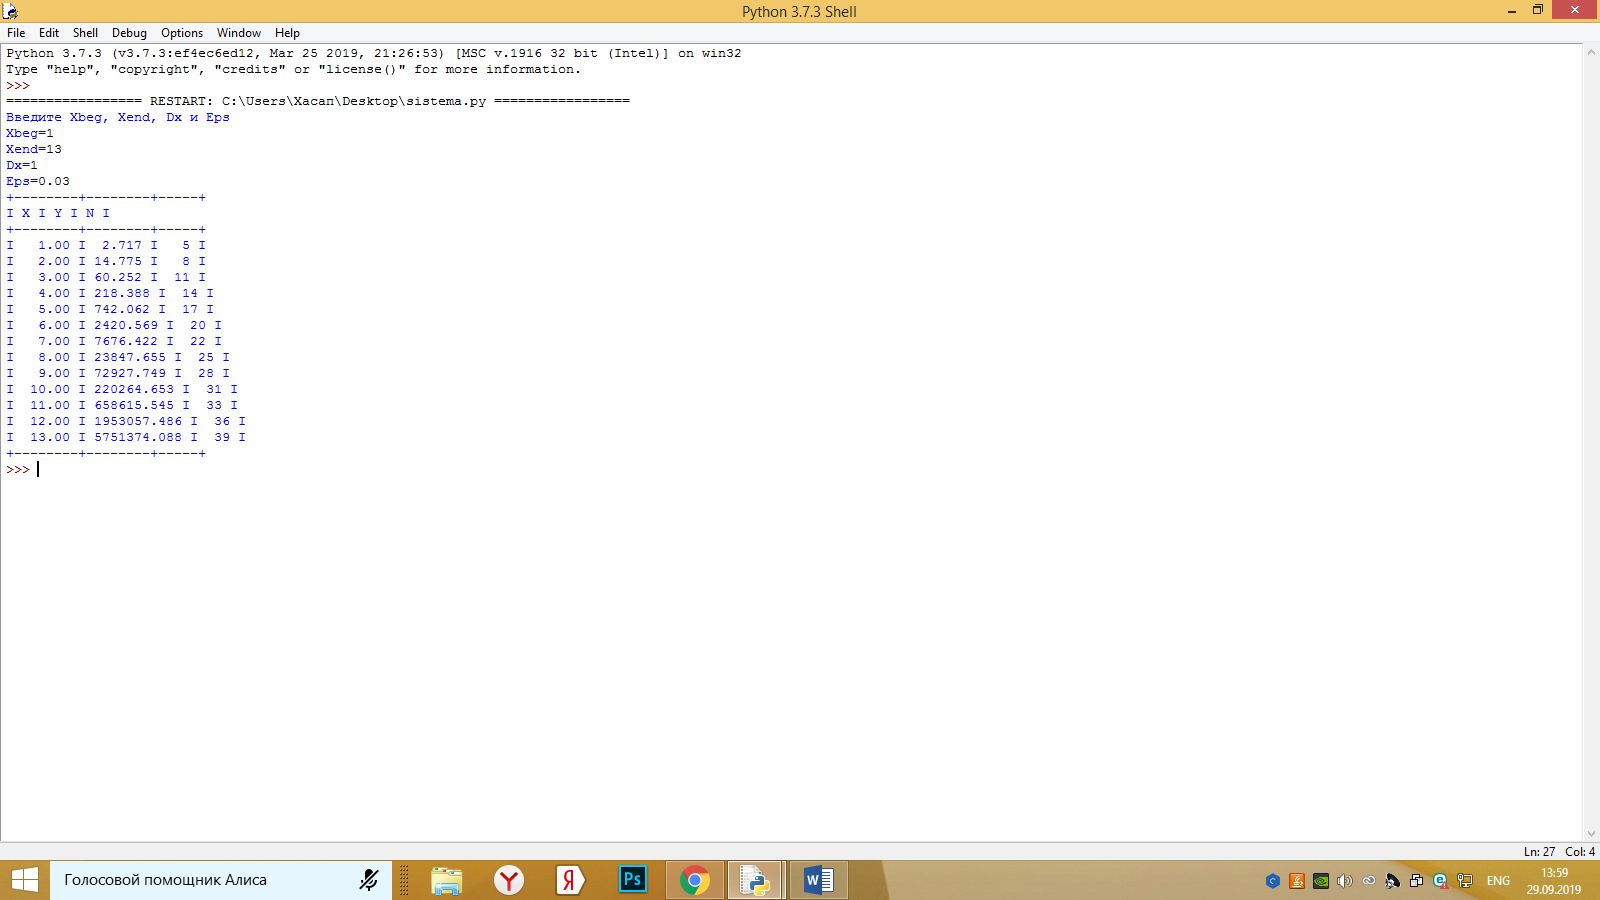 Python 3.7.3 Shell
File Edit Shell Debug Options Window Help
Python 3.7.3 (v3.7.3:ef4ec6ed12, Mar 25 2019, 21:26:53) [MSC v.1916 32 bit (Intel)] on win32
Type "help", "copyright", "credits" or "license()" for more information.
>>>
================= RESTART: C:\Users\Хасан\Desktop\sistema.py =================
Введите Xbeg, Xend, Dx и Eps
Xbeg=1
Xend=13
Dx=1
Eps=0.03
+--------+--------+-----+
I X I Y I N I
+--------+--------+-----+
I   1.00 I  2.717 I   5 I
I   2.00 I 14.775 I   8 I
I   3.00 I 60.252 I  11 I
I   4.00 I 218.388 I  14 I
I   5.00 I 742.062 I  17 I
I   6.00 I 2420.569 I  20 I
I   7.00 I 7676.422 I  22 I
I   8.00 I 23847.655 I  25 I
I   9.00 I 72927.749 I  28 I
I  10.00 I 220264.653 I  31 I
I  11.00 I 658615.545 I  33 I
I  12.00 I 1953057.486 I  36 I
I  13.00 I 5751374.088 I  39 I
+--------+--------+-----+
>>>
Ln: 27 Col: 4
Голосовой помощник Алиса
Y
Я
Ps
W
ENG
13:59
29.09.2019